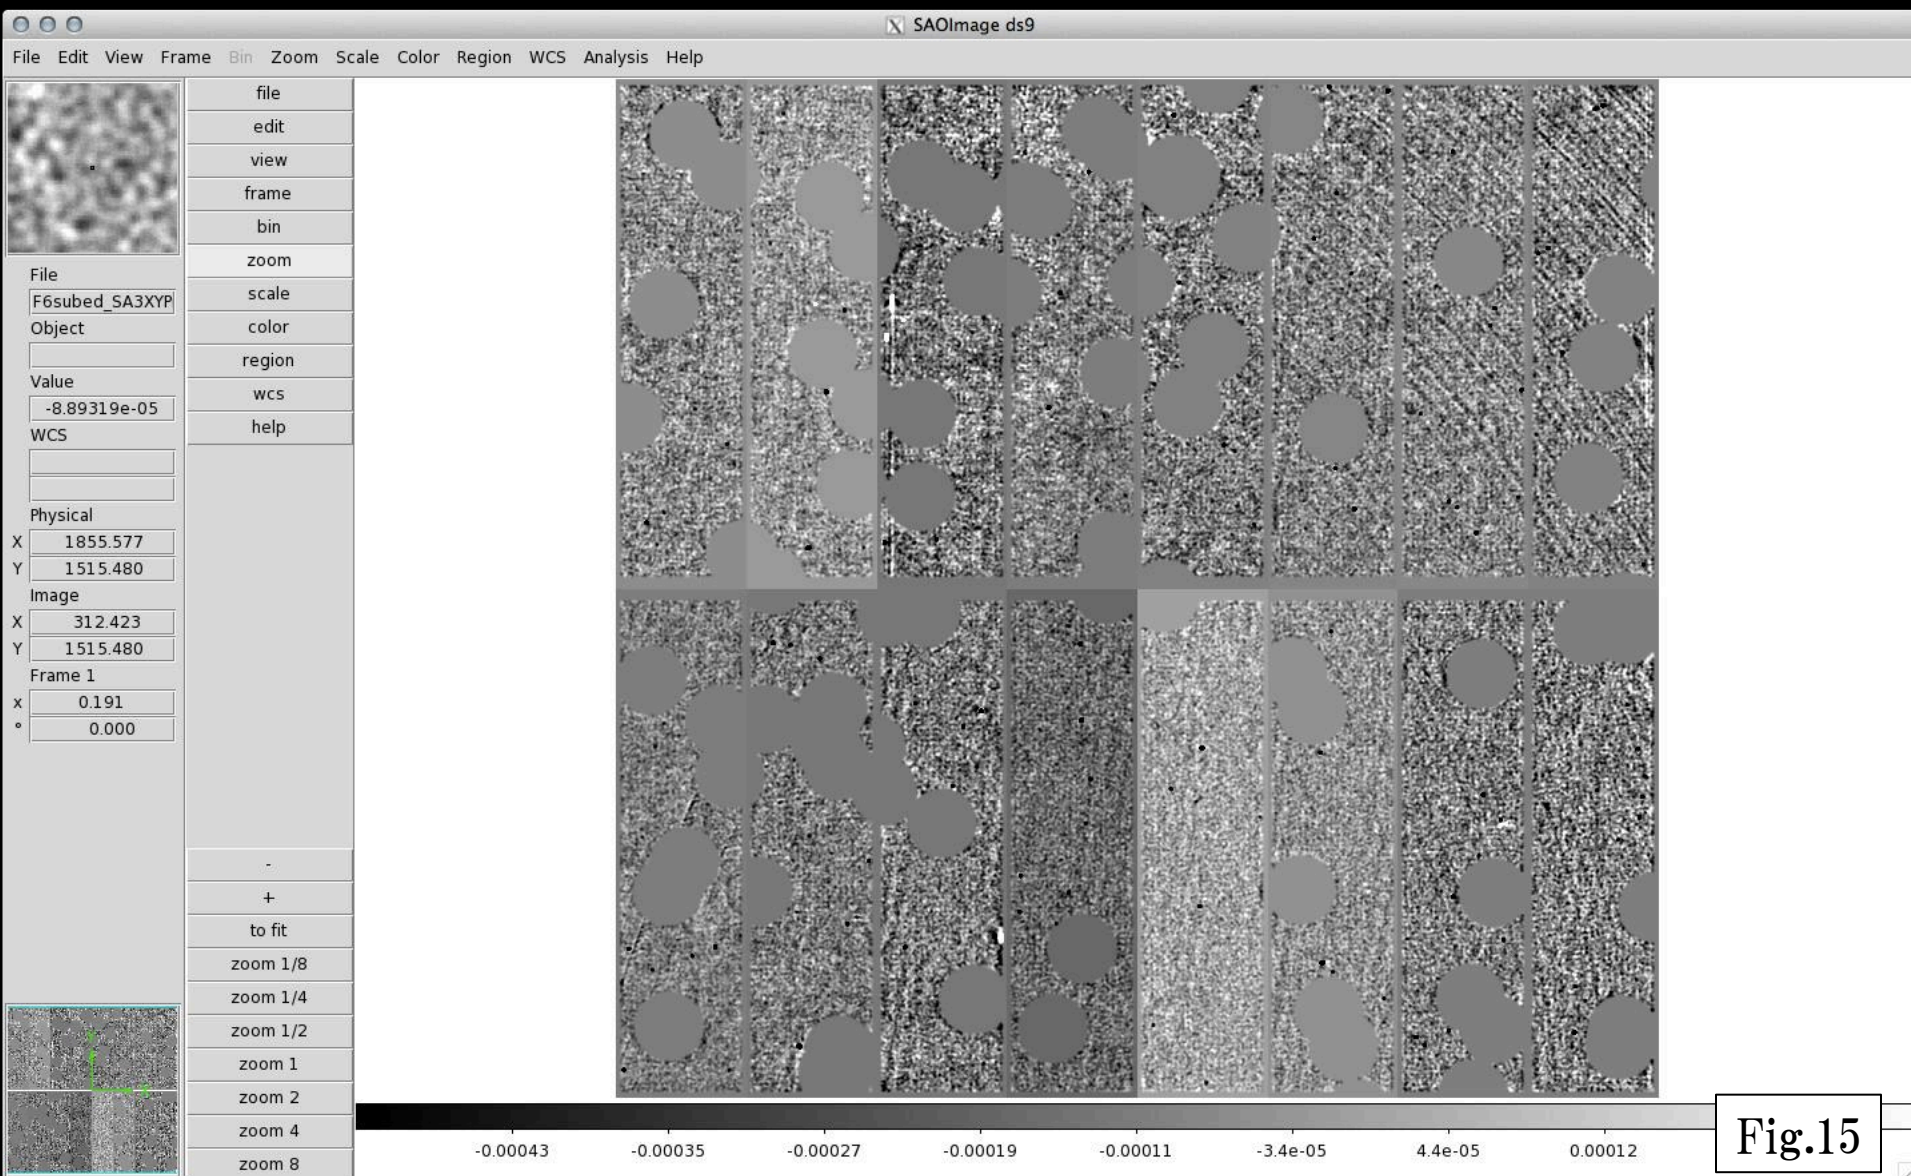 SAOImage ds9
File Edit View Frame Bin Zoom Scale Color Region WCS Analysis Help
File
F6subed_SA3XYP
Object
Value
-8.89319e-05
WCS
Physical
X 1855.577
Y 1515.480
Image
X 312.423
Y 1515.480
Frame 1
x 0.191
° 0.000
file
edit
view
frame
bin
zoom
scale
color
region
wcs
help
-
+
to fit
zoom 1/8
zoom 1/4
zoom 1/2
zoom 1
zoom 2
zoom 4
zoom 8
-0.00043 -0.00035 -0.00027 -0.00019 -0.00011 -3.4e-05 4.4e-05 0.00012
Fig.15